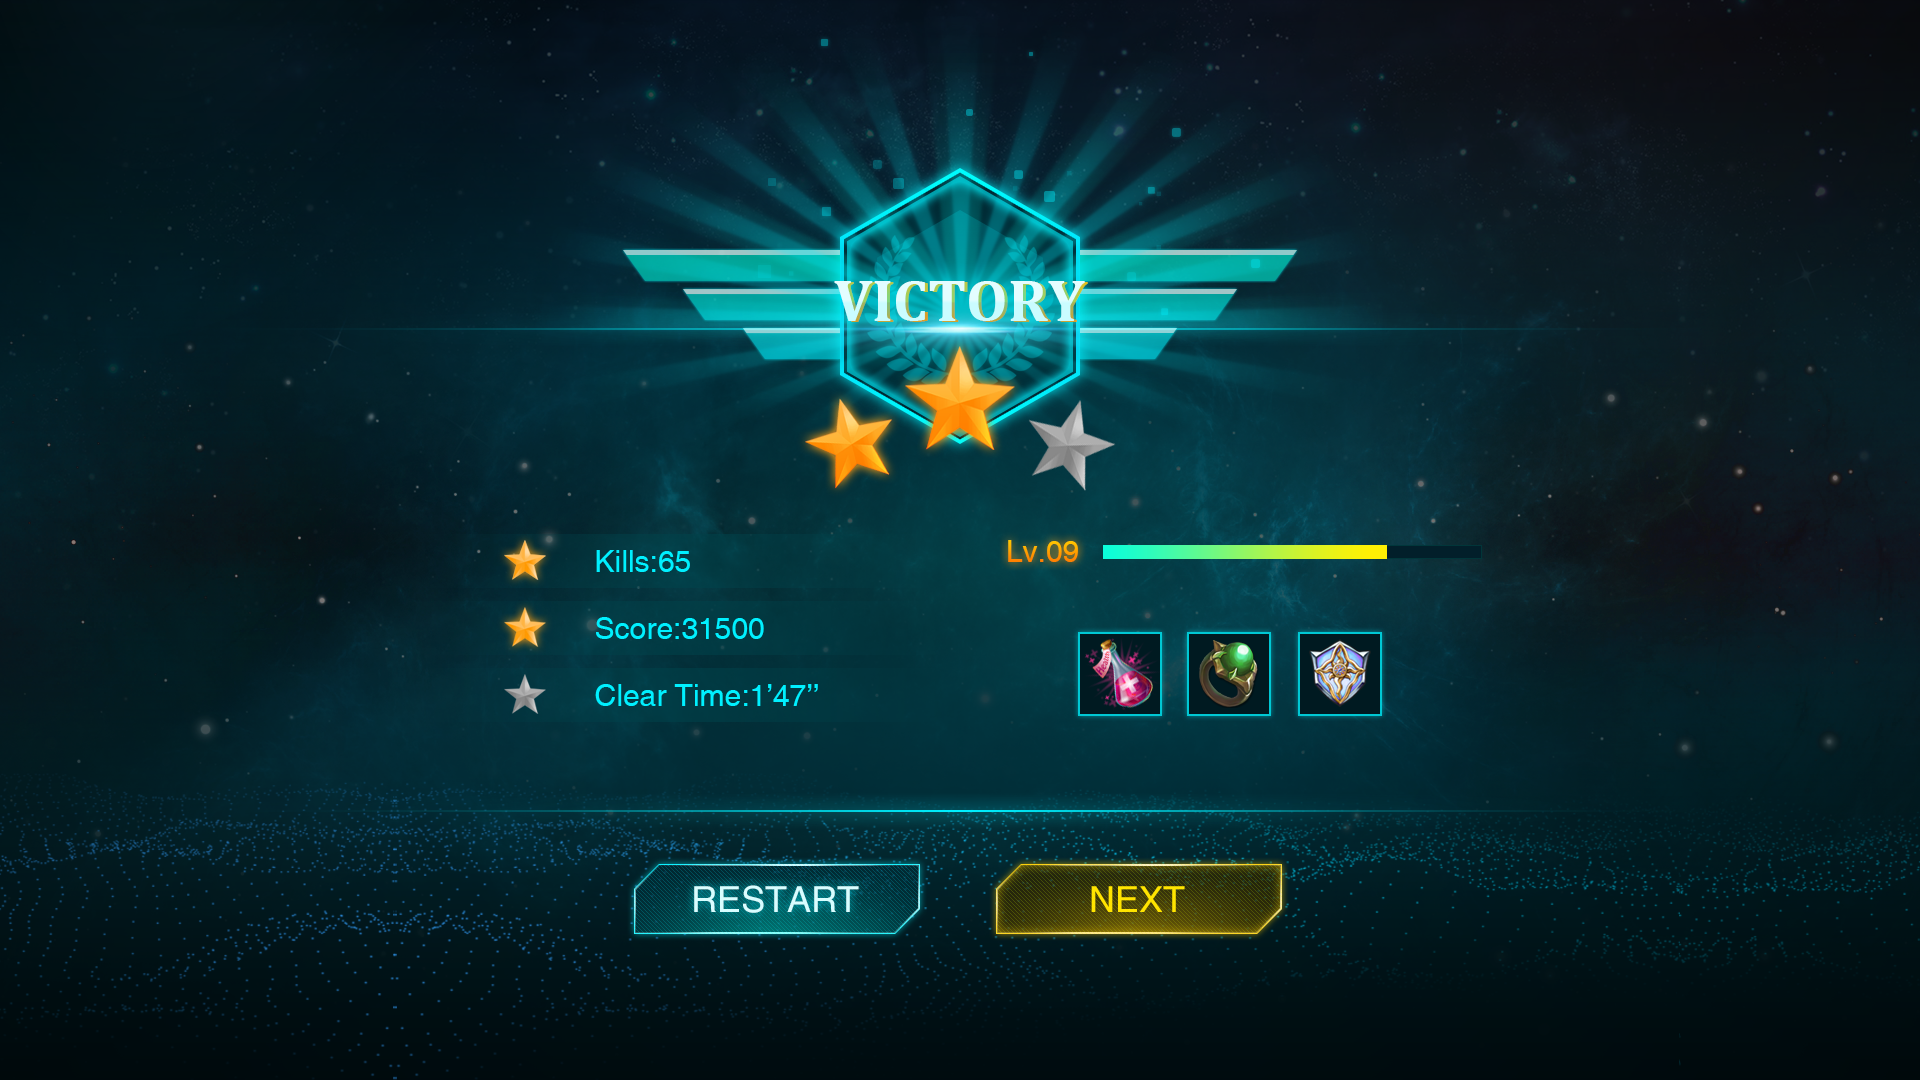 VICTORY
Kills:65
Score:31500
Clear Time:1’47’’
Lv.09
RESTART
NEXT